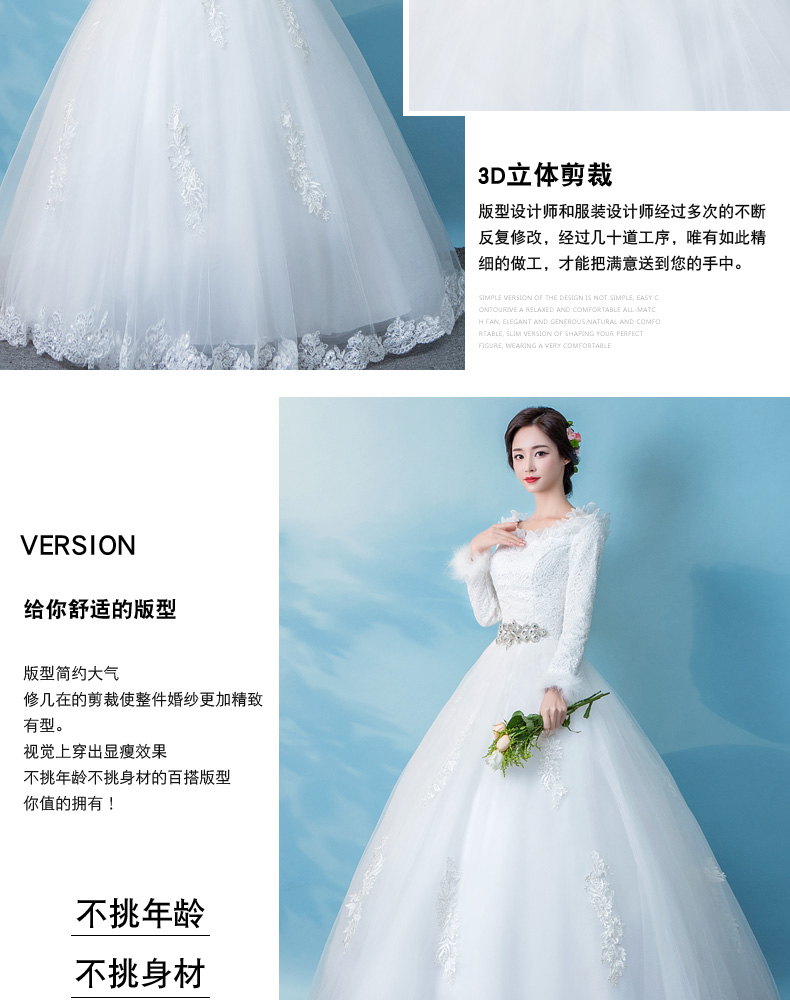 3D立体剪裁
版型设计师和服装设计师经过多次的不断
反复修改，经过几十道工序，唯有如此精
细的做工，才能把满意送到您的手中。
SIMPLE VERSION OF THE DESIGN IS NOT SIMPLE, EASY C
ONTOURIVE A RELAXED AND COMFORTABLE ALL-MATC
H FAN, ELEGANT AND GENEROUS,NATURAL AND COMFO
RTABLE, SLIM VERSION OF SHAPING YOUR PERFECT
FIGURE, WEARING A VERY COMFORTABLE
VERSION
给你舒适的版型
版型简约大气
修几在的剪裁使整件婚纱更加精致
有型。
视觉上穿出显瘦效果
不挑年龄不挑身材的百搭版型
你值的拥有！
不挑年龄
不挑身材